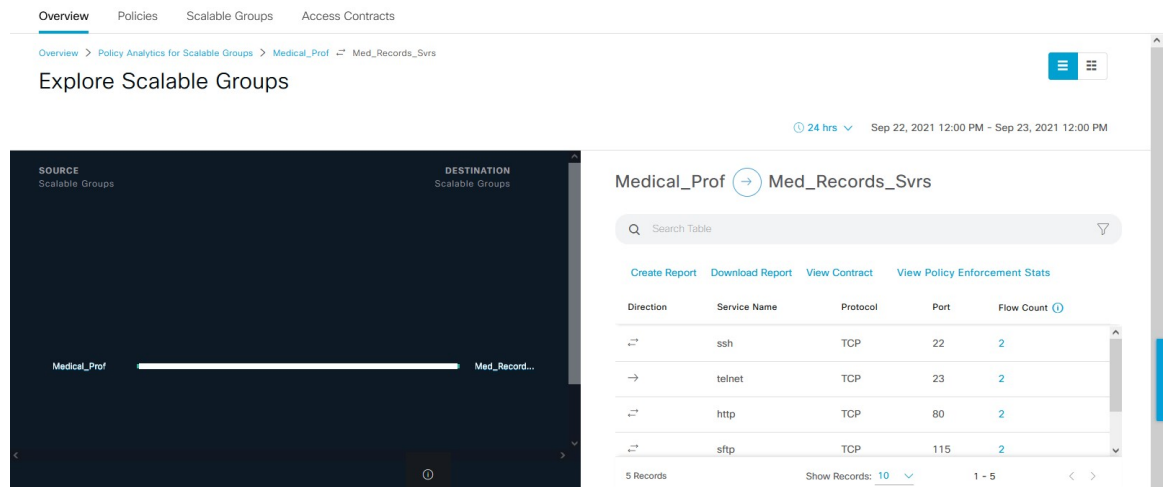 Overview Policies Scalable Groups Access Contracts
Overview > Policy Analytics for Scalable Groups > Medical_Prof ⇄ Med_Records_Svrs
Explore Scalable Groups
24 hrs Sep 22, 2021 12:00 PM - Sep 23, 2021 12:00 PM
SOURCE DESTINATION
Scalable Groups Scalable Groups
Medical_Prof Med_Record...
Medical_Prof → Med_Records_Svrs
Search Table
Create Report Download Report View Contract View Policy Enforcement Stats
Direction Service Name Protocol Port Flow Count
⇄ ssh TCP 22 2
→ telnet TCP 23 2
⇄ http TCP 80 2
⇄ sftp TCP 115 2
5 Records Show Records: 10 1 - 5 < >